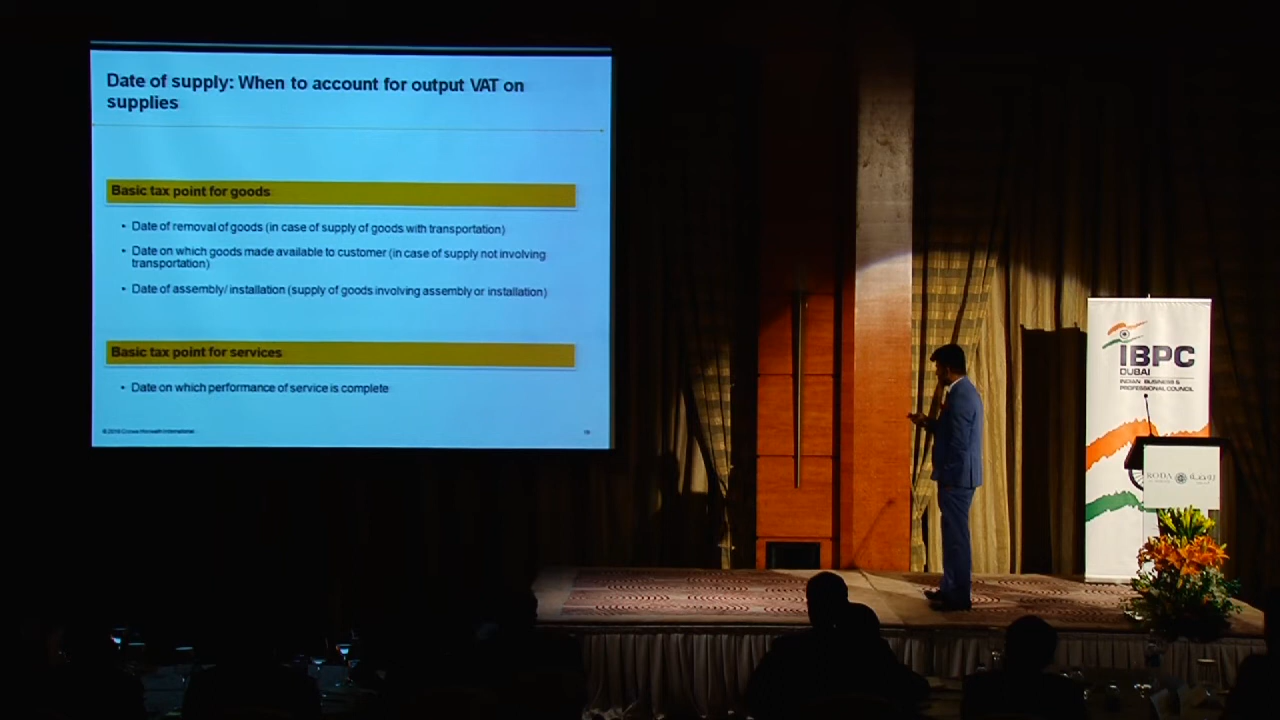 Date of supply: When to account for output VAT on
supplies
Basic tax point for goods
• Date of removal of goods (in case of supply of goods with transportation)
• Date on which goods made available to customer (in case of supply not involving
transportation)
• Date of assembly/ installation (supply of goods involving assembly or installation)
Basic tax point for services
• Date on which performance of service is complete
IBPC
DUBAI
INDIAN BUSINESS &
PROFESSIONAL COUNCIL
RODA